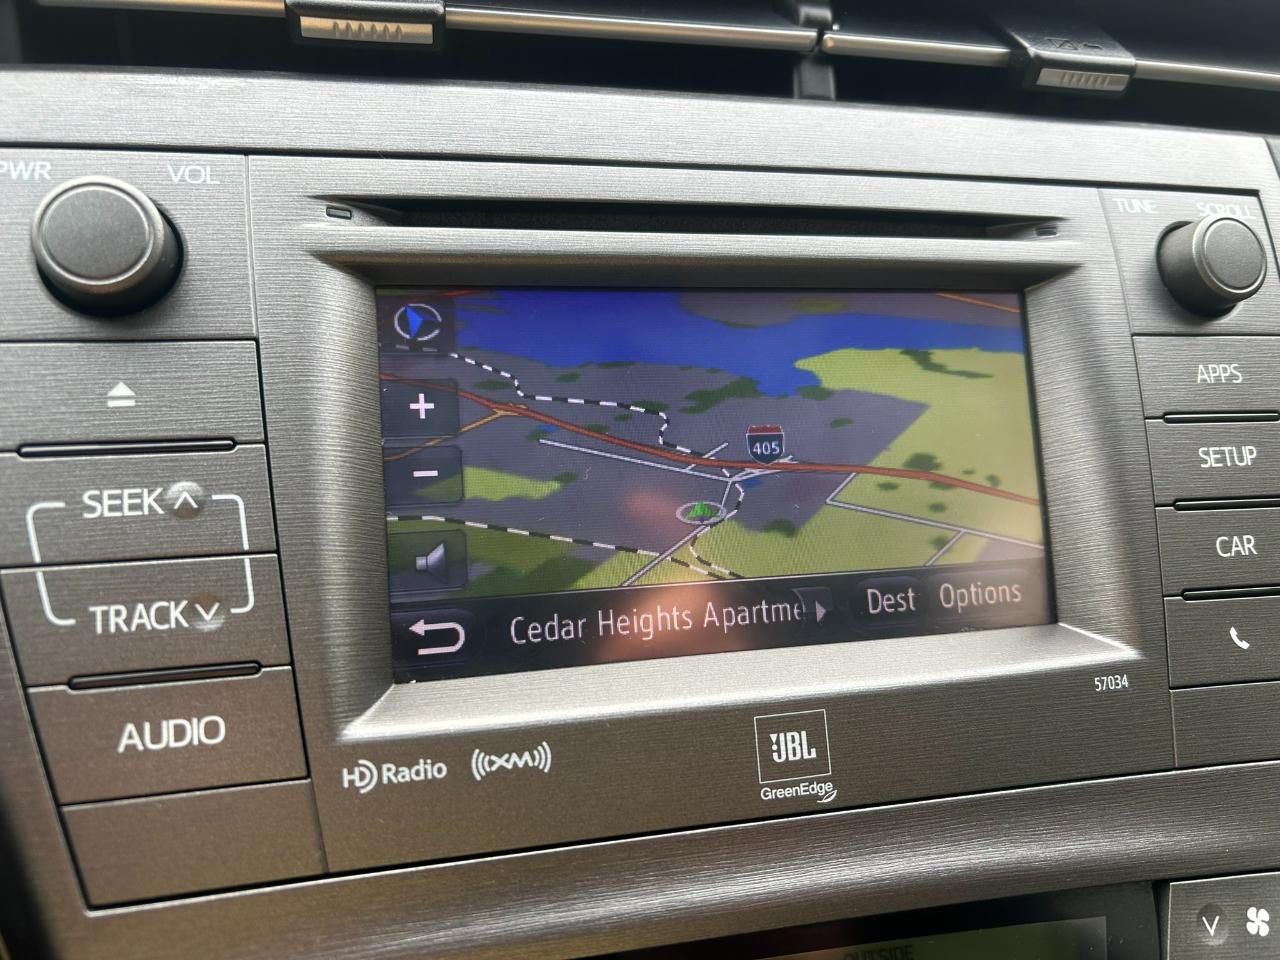 PWR VOL
TUNE SCROLL
APPS
405
SETUP
SEEK
CAR
TRACK
Cedar Heights Apartme Dest Options
57034
AUDIO
HD Radio ((XM))
JBL
GreenEdge
OUTSIDE